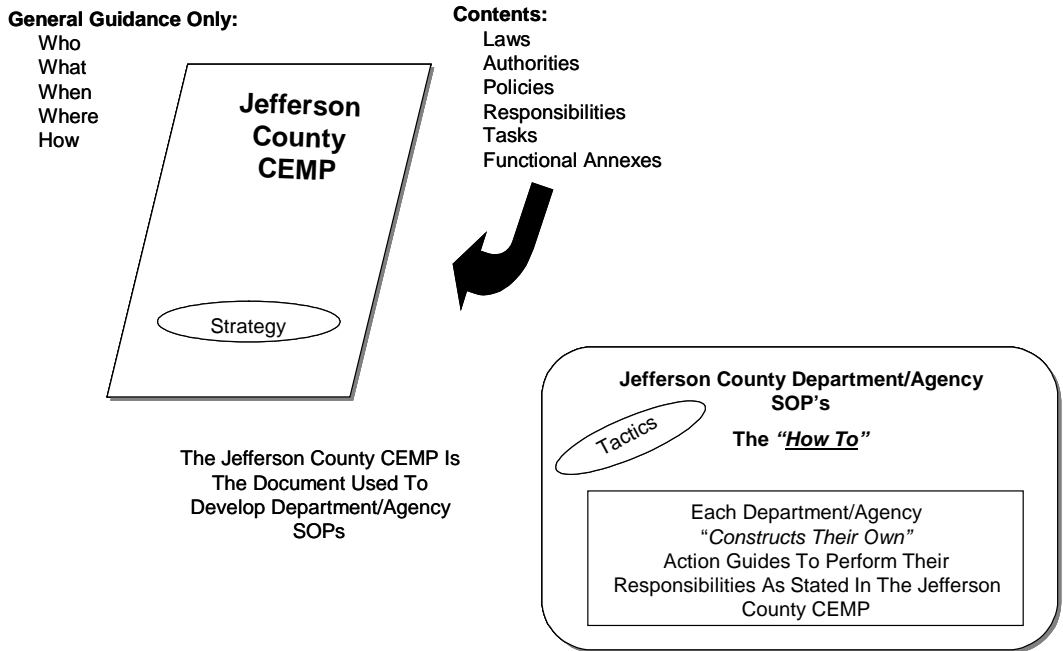 General Guidance Only:
Who
What
When
Where
How
Contents:
Laws
Authorities
Policies
Responsibilities
Tasks
Functional Annexes
Jefferson
County
CEMP
Strategy
The Jefferson County CEMP Is
The Document Used To
Develop Department/Agency
SOPs
Jefferson County Department/Agency
SOP's
Tactics
The "How To"
Each Department/Agency
"Constructs Their Own"
Action Guides To Perform Their
Responsibilities As Stated In The Jefferson
County CEMP